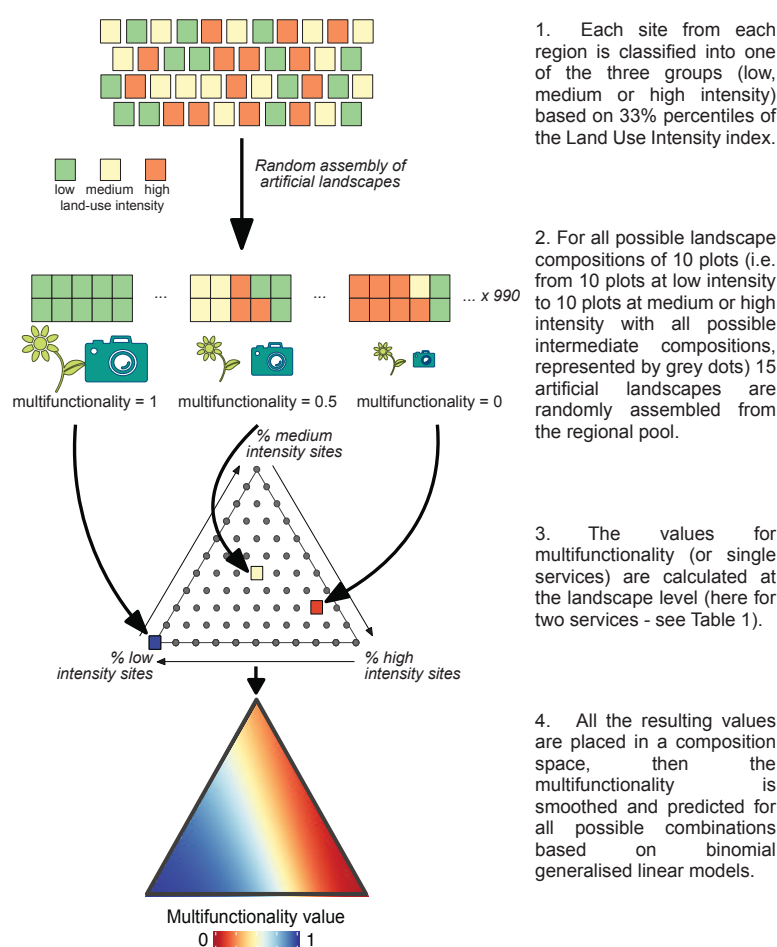 1. Each site from each
region is classified into one
of the three groups (low,
medium or high intensity)
based on 33% percentiles of
the Land Use Intensity index.
Random assembly of
artificial landscapes
low medium high
land-use intensity
2. For all possible landscape
compositions of 10 plots (i.e.
from 10 plots at low intensity
to 10 plots at medium or high
intensity with all possible
intermediate compositions,
represented by grey dots) 15
artificial landscapes are
randomly assembled from
the regional pool.
... ... ... x 990
multifunctionality = 1 multifunctionality = 0.5 multifunctionality = 0
% medium
intensity sites
3. The values for
multifunctionality (or single
services) are calculated at
the landscape level (here for
two services - see Table 1).
% low
intensity sites
% high
intensity sites
4. All the resulting values
are placed in a composition
space, then the
multifunctionality is
smoothed and predicted for
all possible combinations
based on binomial
generalised linear models.
Multifunctionality value
0 1